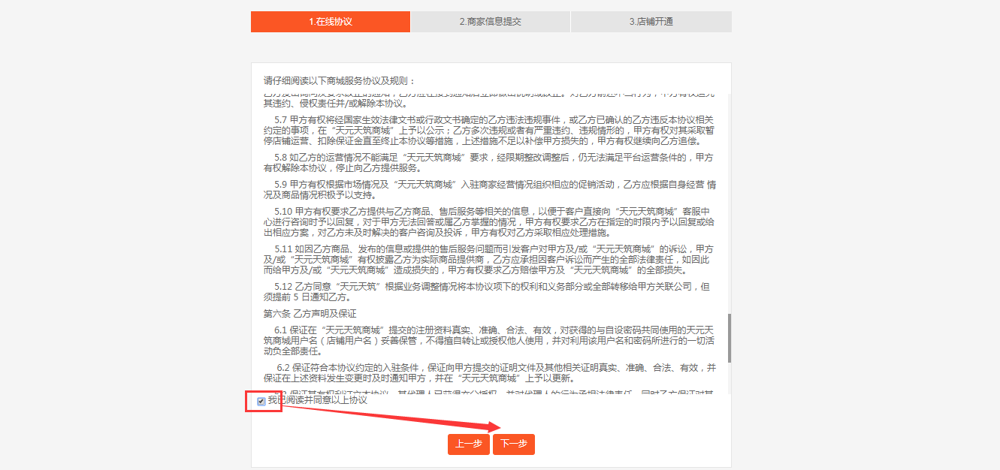 1.在线协议
2.商家信息提交
3.店铺开通
请仔细阅读以下商城服务协议及规则：
其违约、侵权责任并/或解除本协议。
5.7 甲方有权将经国家生效法律文书或行政文书确定的乙方违法违规事件，或乙方已确认的乙方违反本协议相关
约定的事项，在“天元天筑商城”上予以公示；乙方多次违规或者有严重违约、违规情形的，甲方有权对其采取暂
停店铺运营、扣除保证金直至终止本协议等措施，上述措施不足以补偿甲方损失的，甲方有权继续向乙方追偿。
5.8 如乙方的运营情况不能满足“天元天筑商城”要求，经限期整改调整后，仍无法满足平台运营条件的，甲方
有权解除本协议，停止向乙方提供服务。
5.9 甲方有权根据市场情况及“天元天筑商城”入驻商家经营情况组织相应的促销活动，乙方应根据自身经营 情
况及商品情况积极予以支持。
5.10 甲方有权要求乙方提供与乙方商品、售后服务等相关的信息，以便于客户直接向“天元天筑商城”客服中
心进行咨询时予以回复，对于甲方无法回答或属乙方掌握的情况，甲方有权要求乙方在指定的时限内予以回复或给
出相应方案，对乙方未及时解决的客户咨询及投诉，甲方有权对乙方采取相应处理措施。
5.11 如因乙方商品、发布的信息或提供的售后服务问题而引发客户对甲方及/或“天元天筑商城”的诉讼，甲方
及/或“天元天筑商城”有权披露乙方为实际商品提供商，乙方应承担因客户诉讼而产生的全部法律责任，如因此
而给甲方及/或“天元天筑商城”造成损失的，甲方有权要求乙方赔偿甲方及“天元天筑商城”的全部损失。
5.12 乙方同意“天元天筑”根据业务调整情况将本协议项下的权利和义务部分或全部转移给甲方关联公司，但
须提前 5 日通知乙方。
第六条 乙方声明及保证
6.1 保证在“天元天筑商城”提交的注册资料真实、准确、合法、有效，对获得的与自设密码共同使用的天元天
筑商城用户名（店铺用户名）妥善保管，不得擅自转让或授权他人使用，并对利用该用户名和密码所进行的一切活
动负全部责任。
6.2 保证符合本协议约定的入驻条件，保证向甲方提交的证明文件及其他相关证明真实、准确、合法、有效，并
保证在上述资料发生变更时及时通知甲方，并在“天元天筑商城”上予以更新。
我已阅读并同意以上协议
上一步
下一步